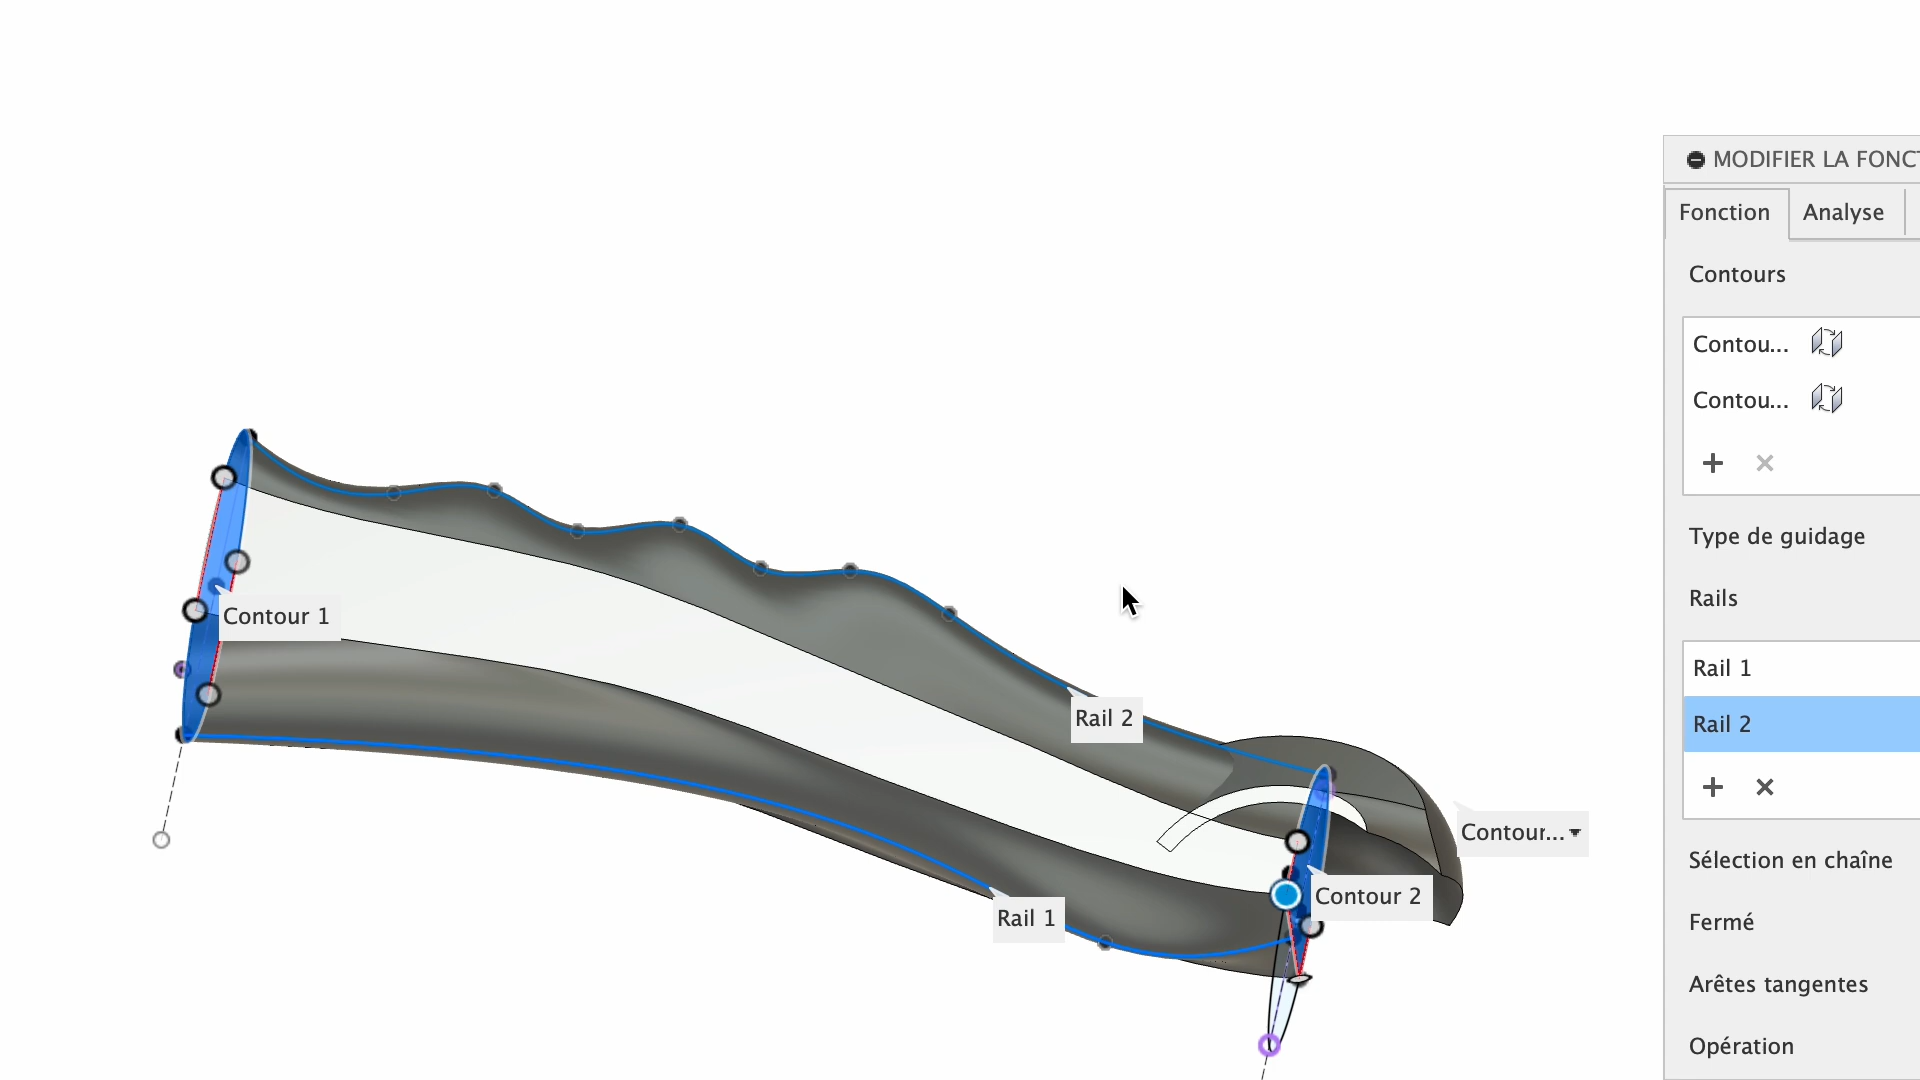 MODIFIER LA FONCT
Fonction
Analyse
Contours
Contou...
Contou...
Type de guidage
Rails
Rail 1
Rail 2
Sélection en chaîne
Fermé
Arêtes tangentes
Opération
Contour 1
Rail 2
Contour...
Contour 2
Rail 1